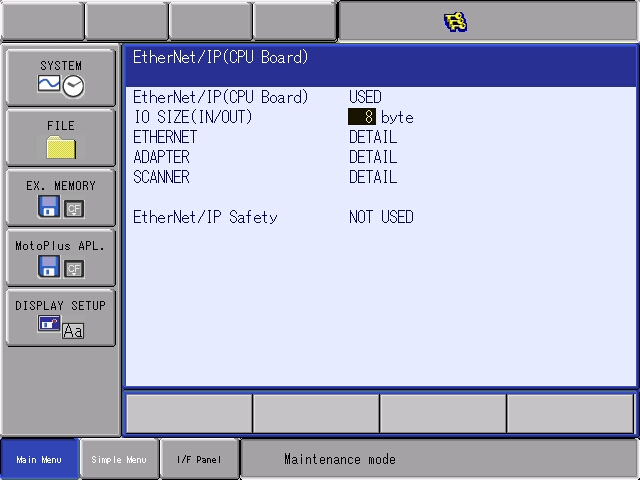 SYSTEM
FILE
EX. MEMORY
CF
MotoPlus APL.
CF
DISPLAY SETUP
Aa
EtherNet/IP(CPU Board)
EtherNet/IP(CPU Board) USED
IO SIZE(IN/OUT) 8 byte
ETHERNET DETAIL
ADAPTER DETAIL
SCANNER DETAIL
EtherNet/IP Safety NOT USED
Main Menu Simple Menu I/F Panel Maintenance mode